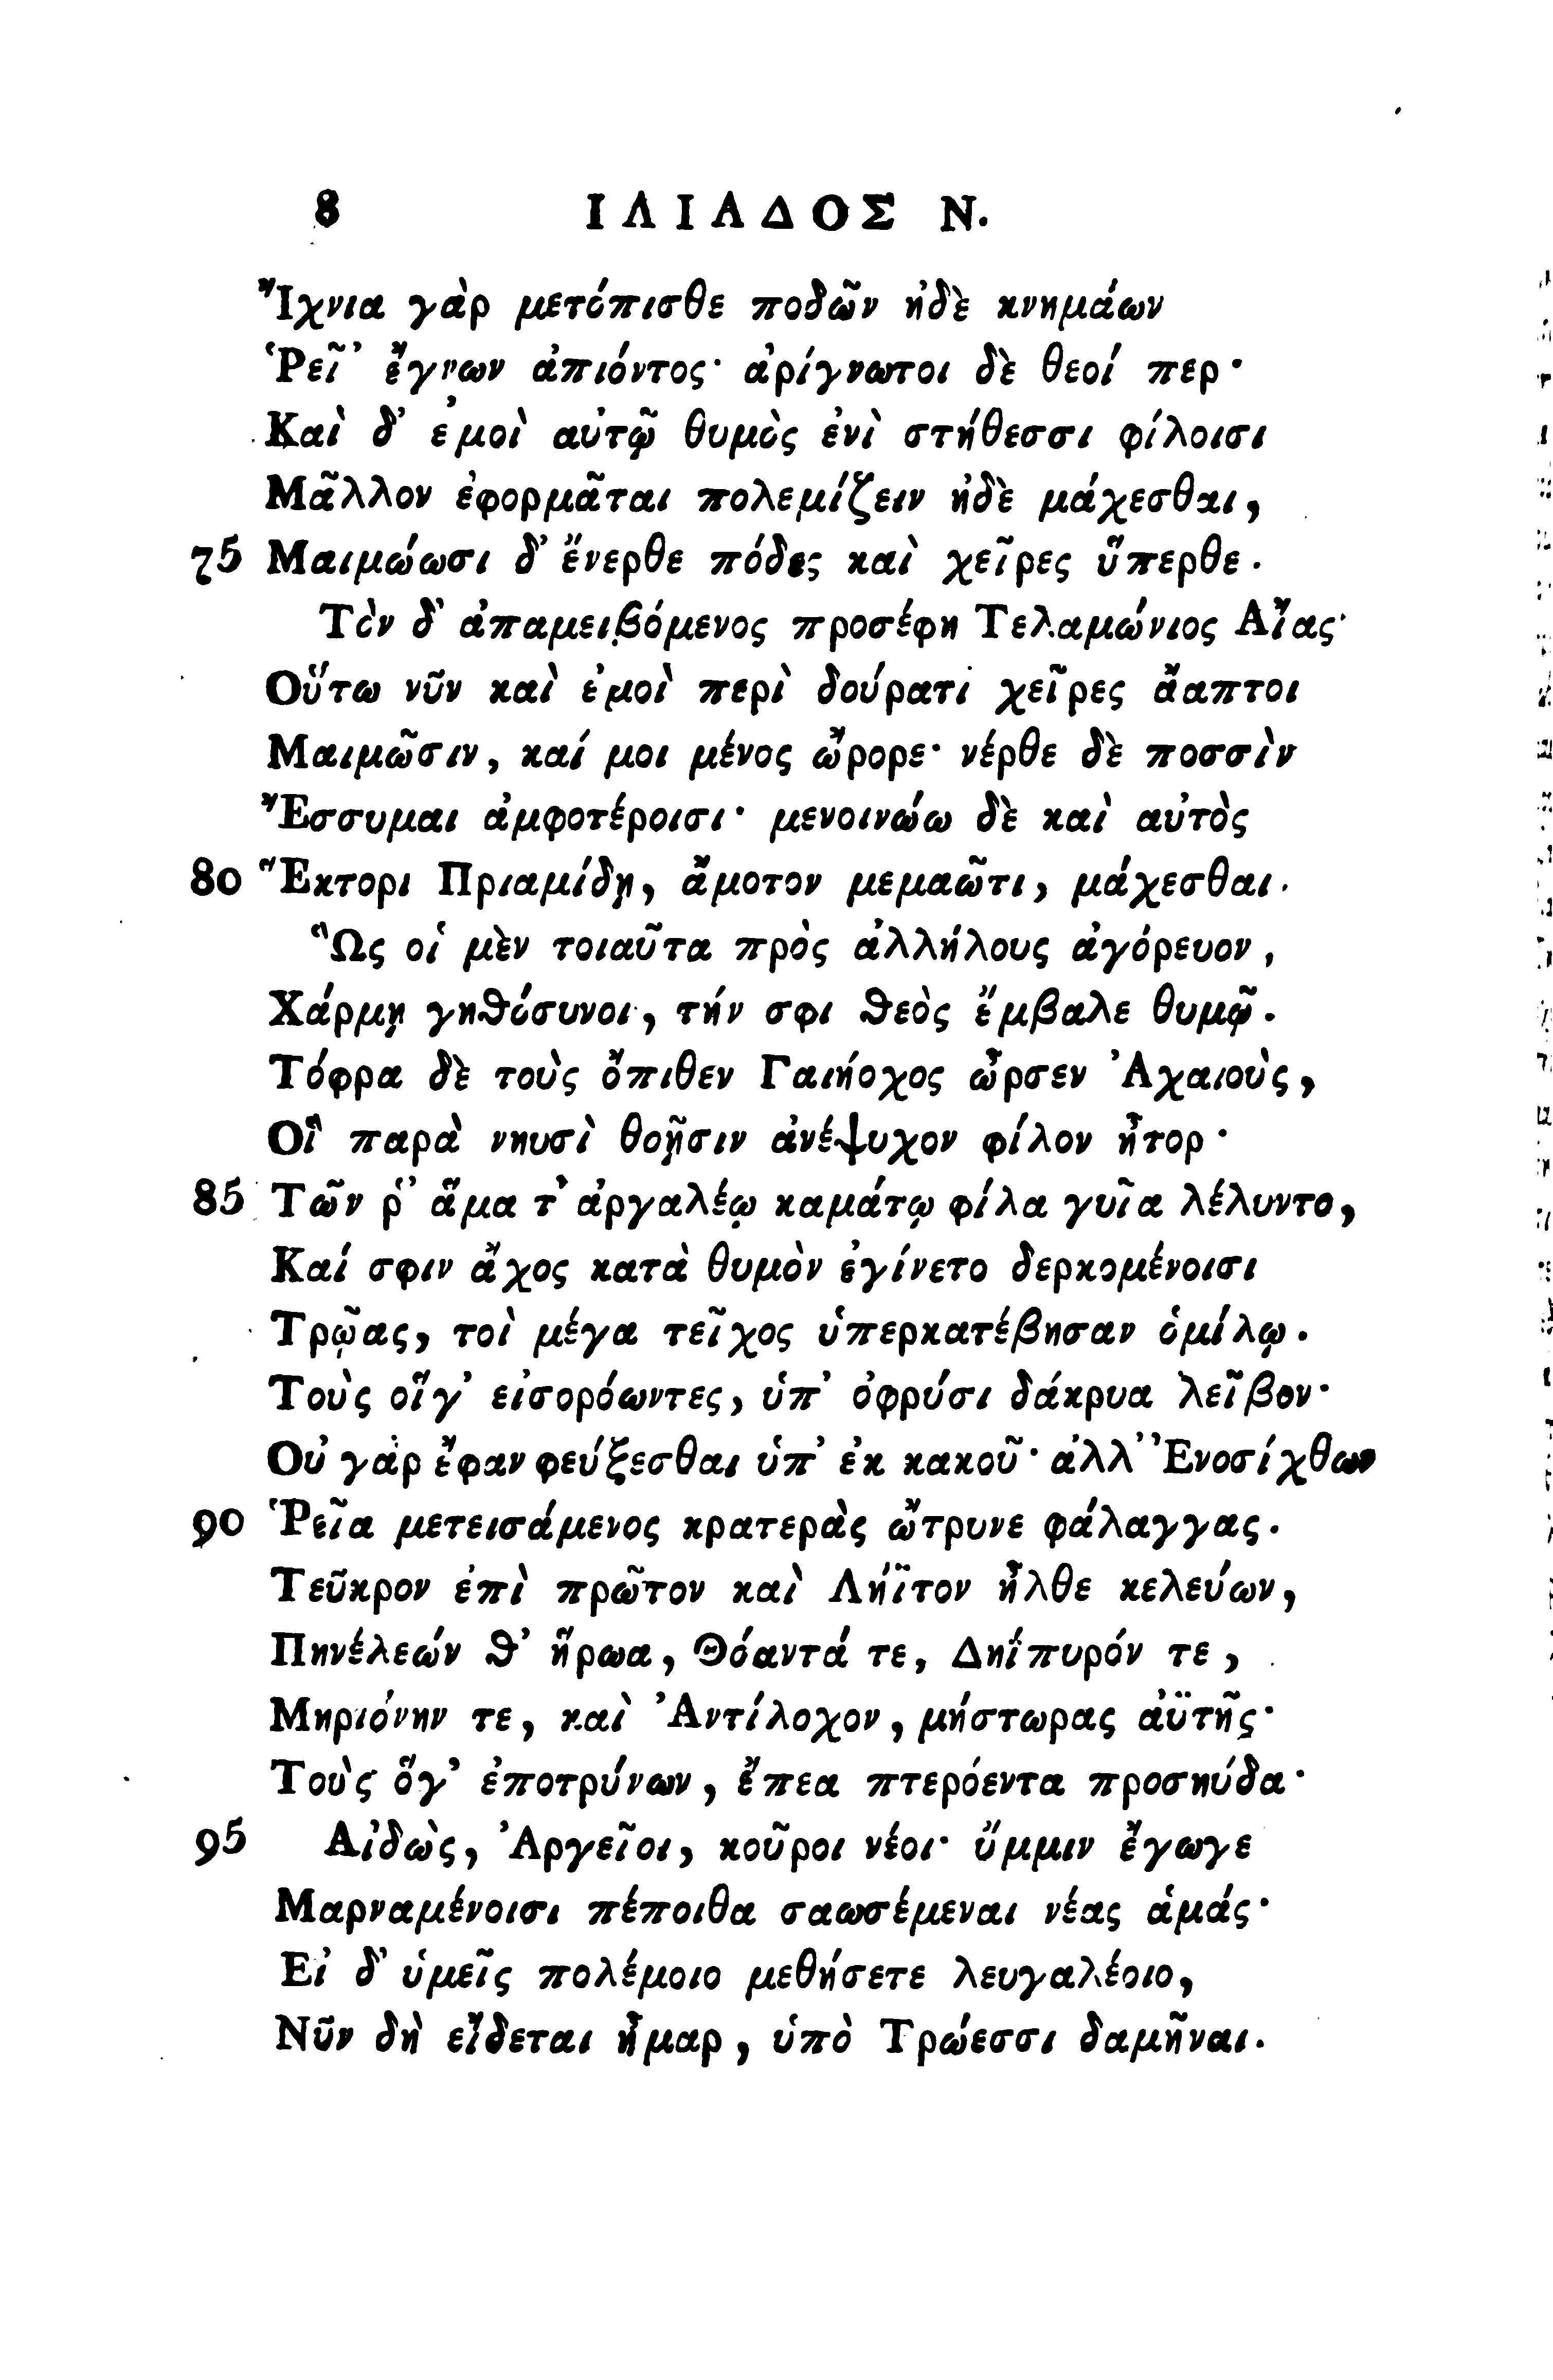 8 ΙΛΙΑΔΟΣ Ν.
Ἴχνια γὰρ μετόπισθε ποδῶν ἠδὲ κνημάων
Ῥεῖ' ἔγνων ἀπιόντος· ἀρίγνωτοι δὲ θεοί περ·
Καὶ δ' ἐμοὶ αὐτῷ θυμὸς ἐνὶ στήθεσσι φίλοισι
Μᾶλλον ἐφορμᾶται πολεμίζειν ἠδὲ μάχεσθαι,
75 Μαιμώωσι δ' ἔνερθε πόδες καὶ χεῖρες ὕπερθε.
Τὸν δ' ἀπαμειβόμενος προσέφη Τελαμώνιος Αἴας·
Οὕτω νῦν καὶ ἐμοὶ περὶ δούρατι χεῖρες ἄαπτοι
Μαιμῶσιν, καί μοι μένος ὤρορε· νέρθε δὲ ποσσὶν
Ἔσσυμαι ἀμφοτέροισι· μενοινώω δὲ καὶ αὐτὸς
80 Ἕκτορι Πριαμίδῃ, ἄμοτον μεμαῶτι, μάχεσθαι.
Ὣς οἱ μὲν τοιαῦτα πρὸς ἀλλήλους ἀγόρευον,
Χάρμῃ γηϑόσυνοι, τήν σφι ϑεὸς ἔμβαλε θυμῷ.
Τόφρα δὲ τοὺς ὄπιθεν Γαιήοχος ὦρσεν Ἀχαιοὺς,
Οἳ παρὰ νηυσὶ θοῇσιν ἀνέψυχον φίλον ἦτορ·
85 Τῶν ῥ' ἅμα τ' ἀργαλέῳ καμάτῳ φίλα γυῖα λέλυντο,
Καί σφιν ἄχος κατὰ θυμὸν ἐγίνετο δερκομένοισι
Τρῷας, τοὶ μέγα τεῖχος ὑπερκατέβησαν ὁμίλῳ.
Τοὺς οἵγ' εἰσορόωντες, ὑπ' ὀφρύσι δάκρυα λεῖβον·
Οὐ γὰρ ἔφαν φεύξεσθαι ὑπ' ἐκ κακοῦ· ἀλλ' Ἐνοσίχθων
90 Ῥεῖα μετεισάμενος κρατερὰς ὤτρυνε φάλαγγας.
Τεῦκρον ἐπὶ πρῶτον καὶ Λήϊτον ἦλθε κελεύων,
Πηνέλεών ϑ' ἥρωα, Θόαντά τε, Δηΐπυρόν τε,
Μηριόνην τε, καὶ Ἀντίλοχον, μήστωρας ἀϋτῆς·
Τοὺς ὅγ' ἐποτρύνων, ἔπεα πτερόεντα προσηύδα·
95 Αἰδὼς, Ἀργεῖοι, κοῦροι νέοι· ὔμμιν ἔγωγε
Μαρναμένοισι πέποιθα σαωσέμεναι νέας ἁμάς·
Εἰ δ' ὑμεῖς πολέμοιο μεθήσετε λευγαλέοιο,
Νῦν δὴ εἴδεται ἦμαρ, ὑπὸ Τρώεσσι δαμῆναι.